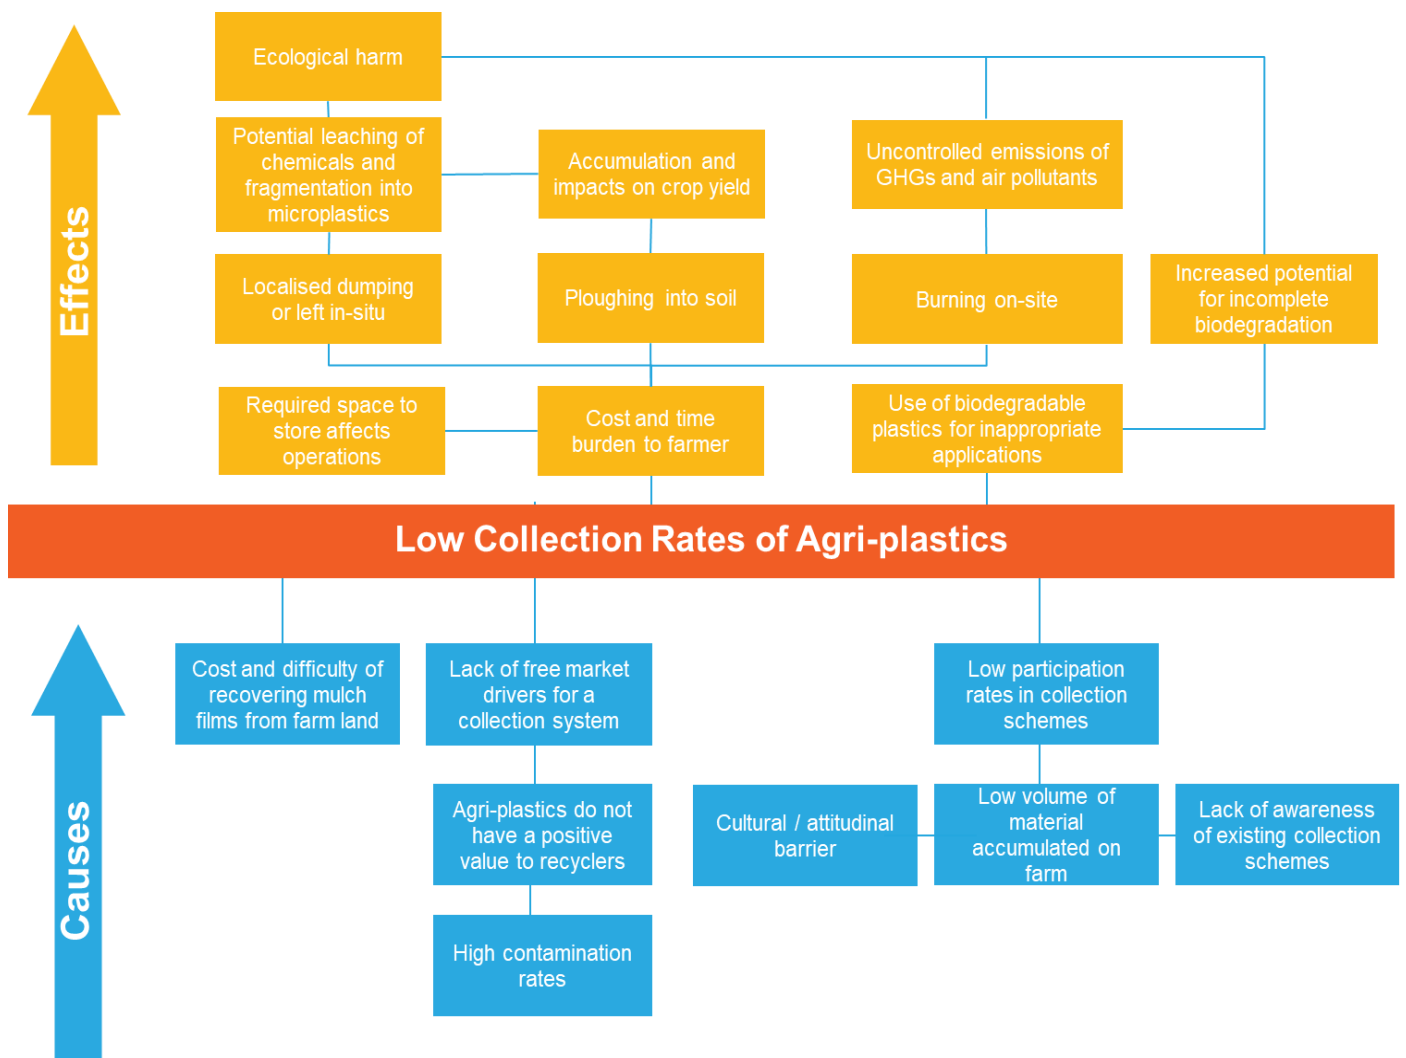 Effects
Ecological harm
Potential leaching of
chemicals and
fragmentation into
microplastics
Accumulation and
impacts on crop yield
Uncontrolled emissions of
GHGs and air pollutants
Localised dumping
or left in-situ
Ploughing into soil
Burning on-site
Increased potential
for incomplete
biodegradation
Required space to
store affects
operations
Cost and time
burden to farmer
Use of biodegradable
plastics for inappropriate
applications
Low Collection Rates of Agri-plastics
Causes
Cost and difficulty of
recovering mulch
films from farm land
Lack of free market
drivers for a
collection system
Low participation
rates in collection
schemes
Agri-plastics do not
have a positive
value to recyclers
Cultural / attitudinal
barrier
Low volume of
material
accumulated on
farm
Lack of awareness
of existing collection
schemes
High contamination
rates